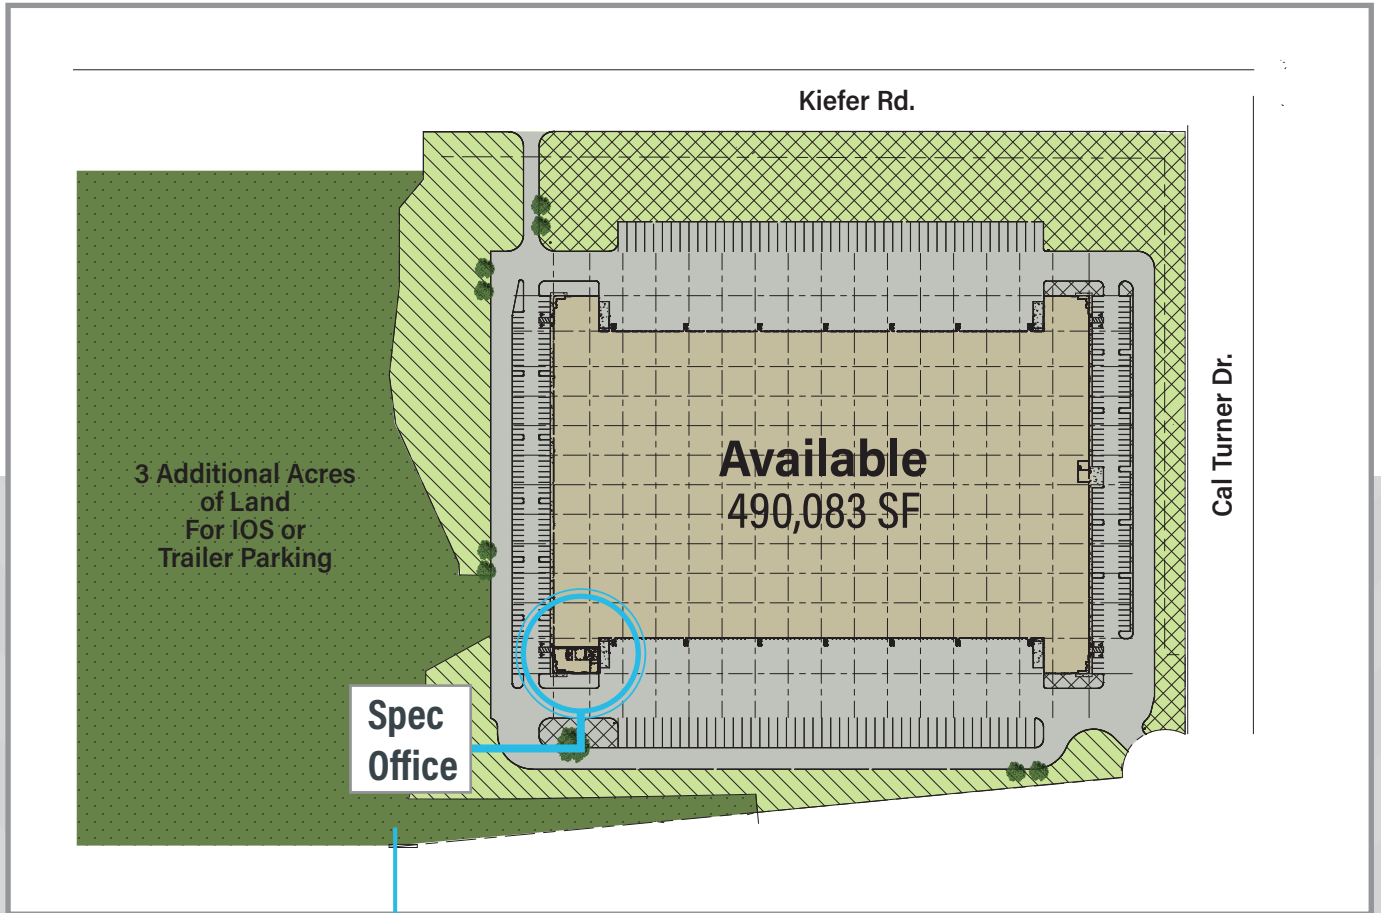 Kiefer Rd.
Cal Turner Dr.
Available
490,083 SF
3 Additional Acres
of Land
For IOS or
Trailer Parking
Spec
Office